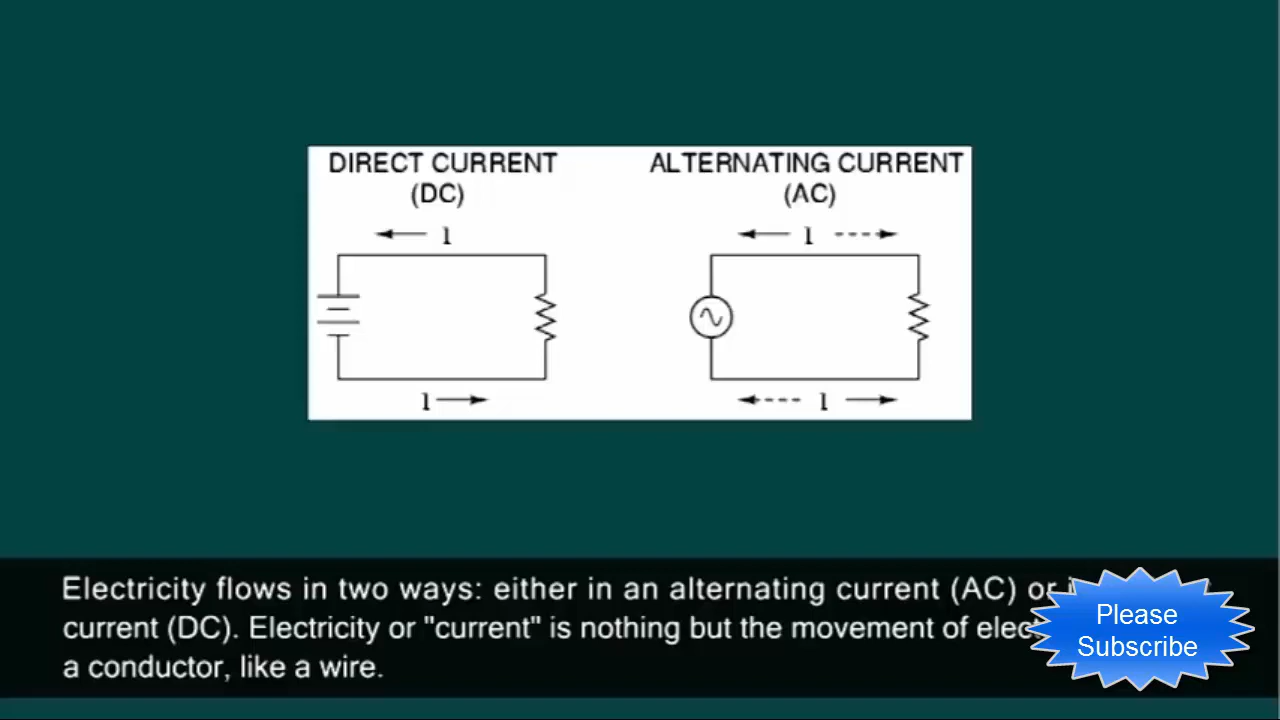 DIRECT CURRENT
(DC)
ALTERNATING CURRENT
(AC)
I
I
I
I
Electricity flows in two ways: either in an alternating current (AC) or
current (DC). Electricity or "current" is nothing but the movement of
a conductor, like a wire.
Please
Subscribe